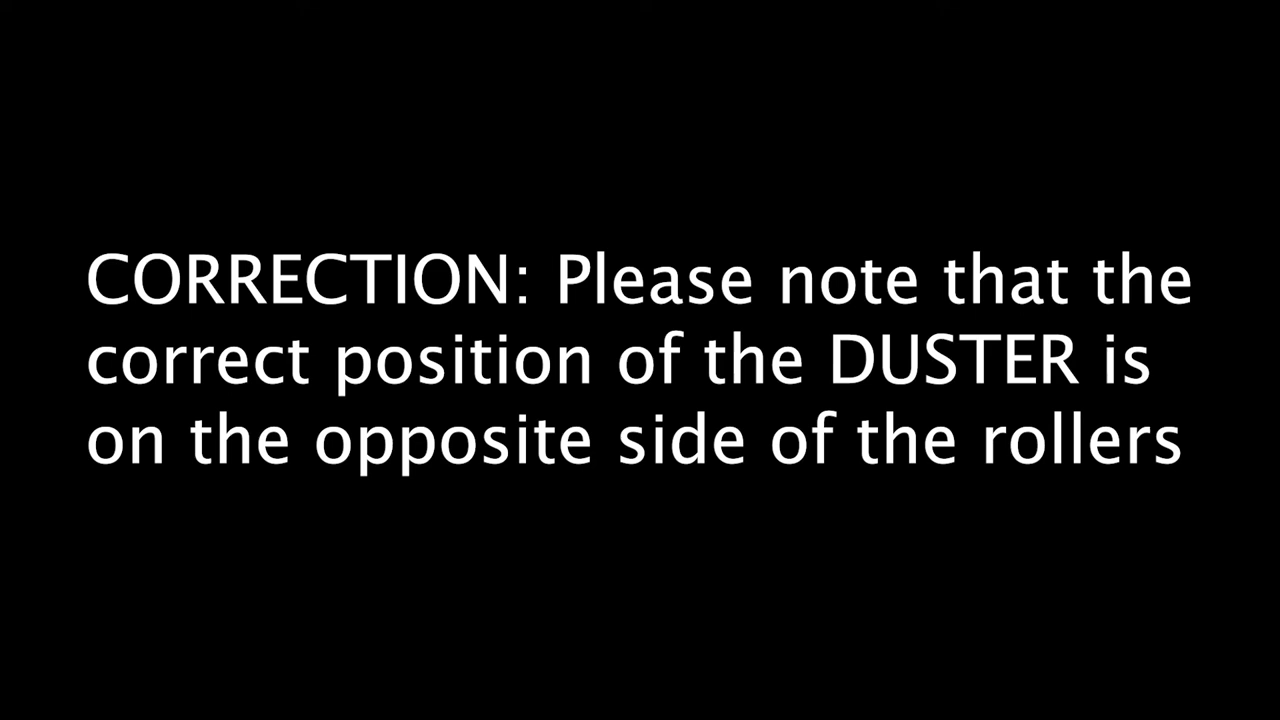 CORRECTION: Please note that the
correct position of the DUSTER is
on the opposite side of the rollers